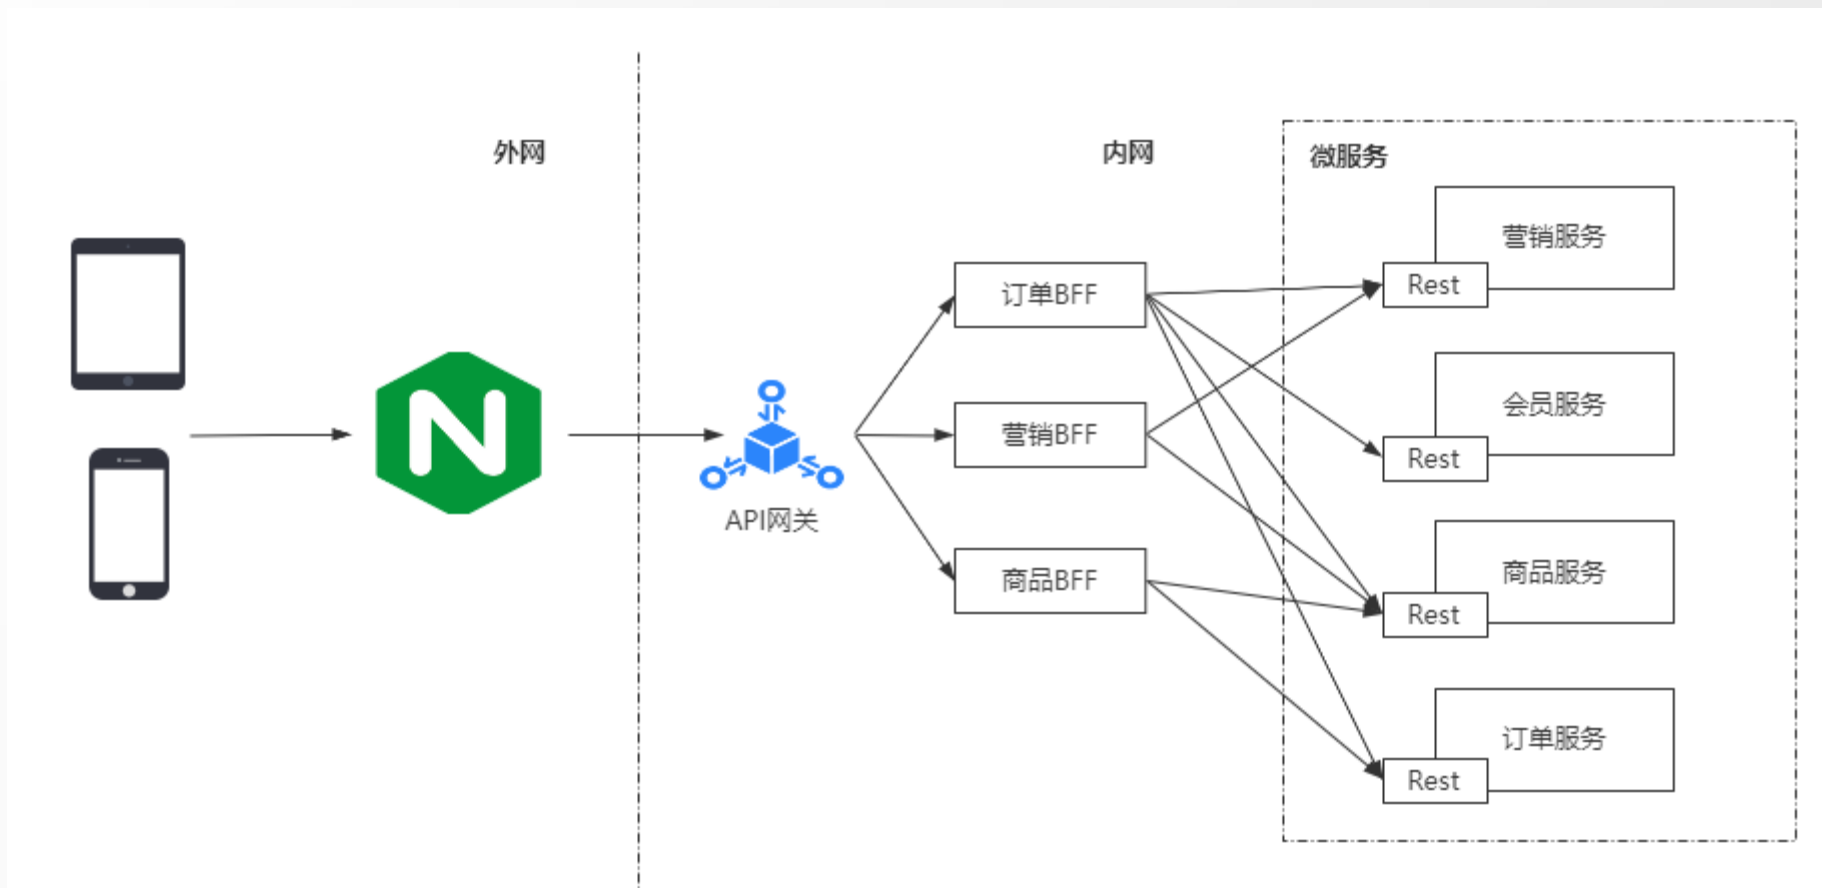 外网
内网
微服务
营销服务
Rest
订单BFF
会员服务
营销BFF
Rest
N
API网关
商品BFF
商品服务
Rest
订单服务
Rest